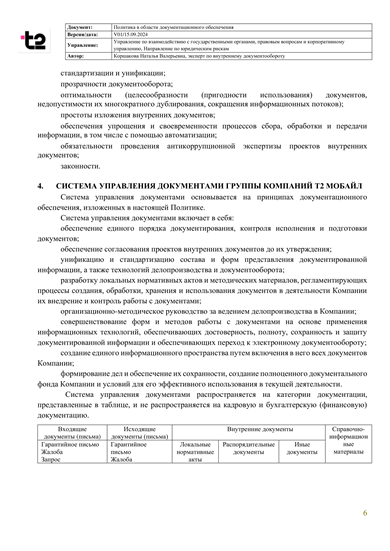 t2
Документ: Политика в области документационного обеспечения
Версия/дата: V01/15.09.2024
Управление: Управление по взаимодействию с государственными органами, правовым вопросам и корпоративному
управлению, Направление по юридическим рискам
Автор: Коршакова Наталья Валерьевна, эксперт по внутреннему документообороту
стандартизации и унификации;
прозрачности документооборота;
оптимальности (целесообразности (пригодности использования) документов,
недопустимости их многократного дублирования, сокращения информационных потоков);
простоты изложения внутренних документов;
обеспечения упрощения и своевременности процессов сбора, обработки и передачи
информации, в том числе с помощью автоматизации;
обязательности проведения антикоррупционной экспертизы проектов внутренних
документов;
законности.
4. СИСТЕМА УПРАВЛЕНИЯ ДОКУМЕНТАМИ ГРУППЫ КОМПАНИЙ Т2 МОБАЙЛ
Система управления документами основывается на принципах документационного
обеспечения, изложенных в настоящей Политике.
Система управления документами включает в себя:
обеспечение единого порядка документирования, контроля исполнения и подготовки
документов;
обеспечение согласования проектов внутренних документов до их утверждения;
унификацию и стандартизацию состава и форм представления документированной
информации, а также технологий делопроизводства и документооборота;
разработку локальных нормативных актов и методических материалов, регламентирующих
процессы создания, обработки, хранения и использования документов в деятельности Компании
их внедрение и контроль работы с документами;
организационно-методическое руководство за ведением делопроизводства в Компании;
совершенствование форм и методов работы с документами на основе применения
информационных технологий, обеспечивающих доступность, полноту, сохранность и защиту
документированной информации и обеспечивающих переход к электронному документообороту;
создание единого информационного пространства путем включения в него всех документов
Компании;
формирование дел и обеспечение их сохранности, создание полноценного документального
фонда Компании и условий для его эффективного использования в текущей деятельности.
Система управления документами распространяется на категории документации,
представленные в таблице, и не распространяется на кадровую и бухгалтерскую (финансовую)
документацию.
Входящие Исходящие Внутренние документы Справочно-
документы (письма) документы (письма) информацион
Гарантийное письмо Гарантийное Локальные Распорядительные Иные ные
Жалоба письмо нормативные документы документы материалы
Запрос Жалоба акты
6